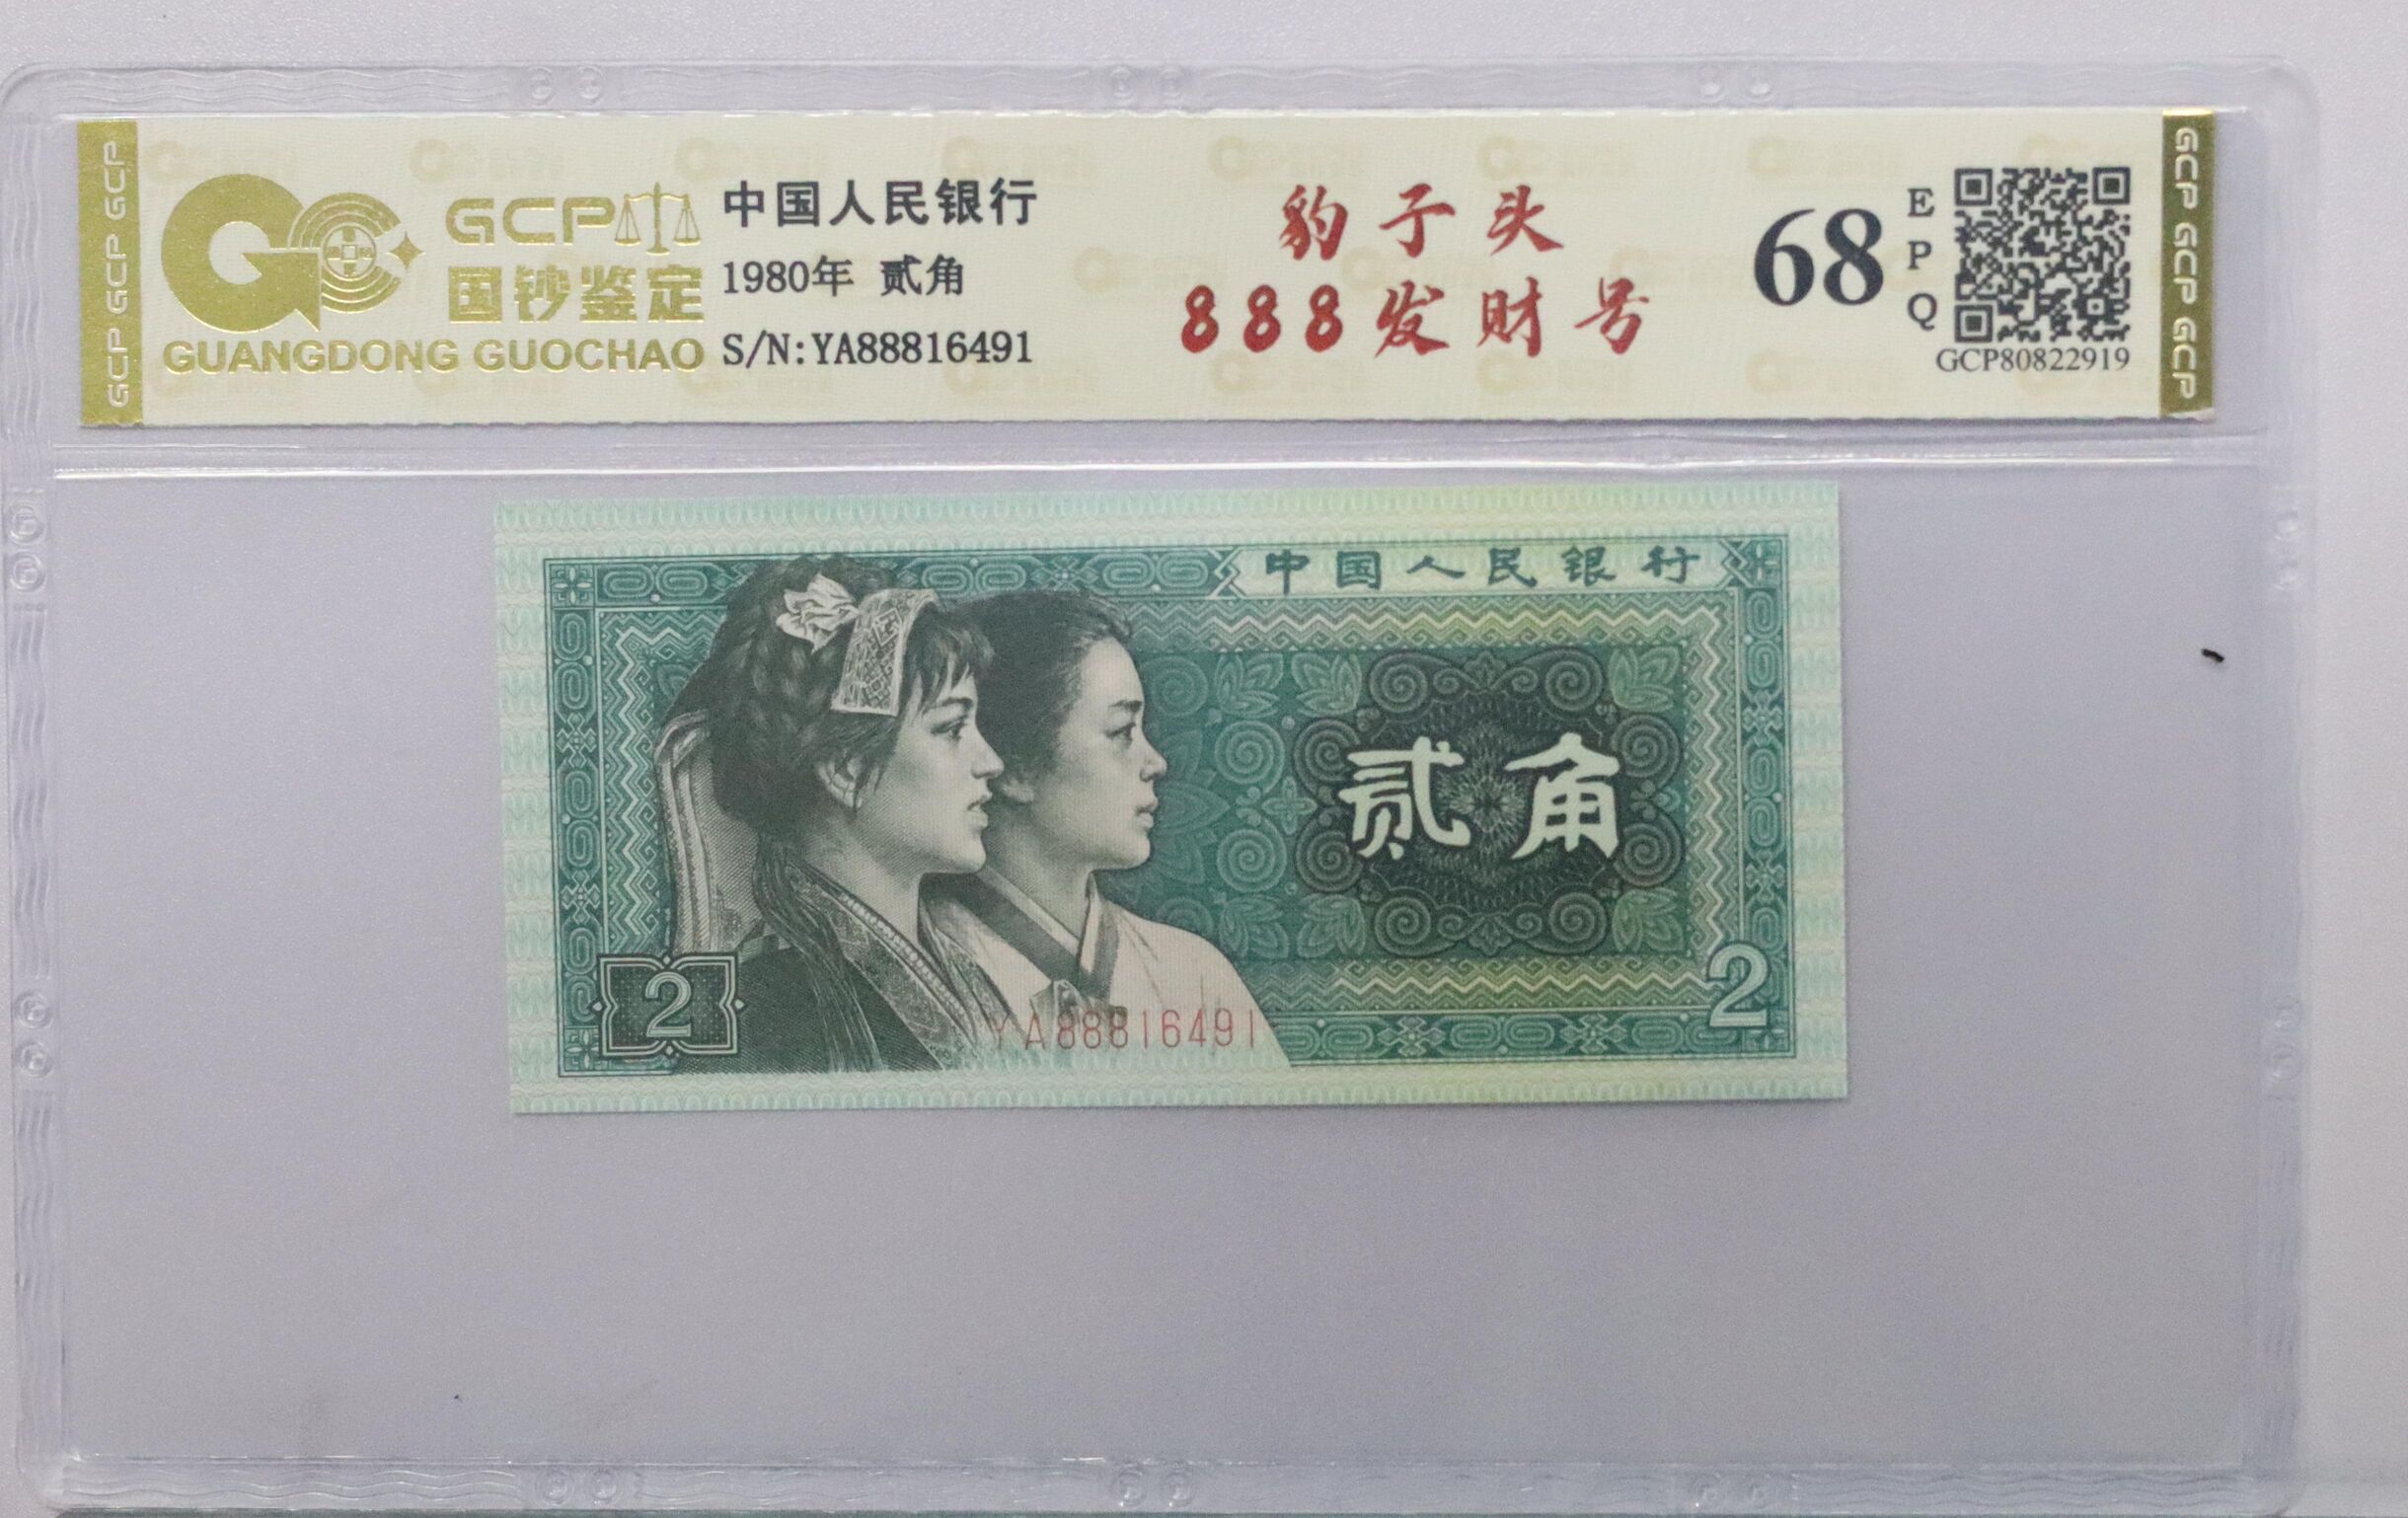 GCP GCP GCP
GCP
国钞鉴定
GUANGDONG GUOCHAO
中国人民银行
1980年 贰角
S/N:YA88816491
豹子头
888发财号
68
EPQ
GCP80822919
GCP GCP GCP
中国人民银行
贰角
2
2
YA88816491